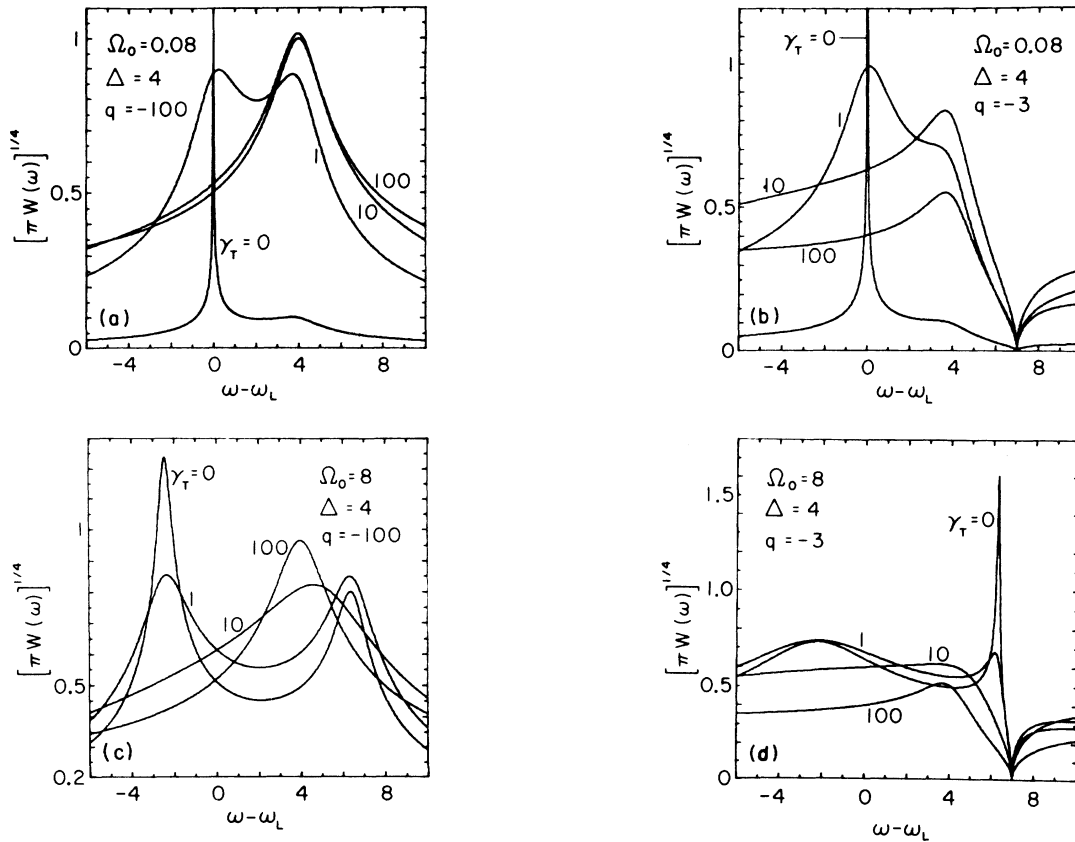 1
Ω₀ = 0.08
Δ = 4
q = -100
[π W(ω)]^1/4
0.5
1
100
10
γ_T = 0
(a)
0
-4 0 4 8
ω-ω_L
γ_T = 0
1
Ω₀ = 0.08
Δ = 4
q = -3
[π W(ω)]^1/4
1
10
0.5
100
(b)
0
-4 0 4 8
ω-ω_L
γ_T = 0
Ω₀ = 8
Δ = 4
q = -100
1
100
[π W(ω)]^1/4
1
10
0.5
(c)
0.2
-4 0 4 8
ω-ω_L
Ω₀ = 8
Δ = 4
q = -3
1.5
γ_T = 0
[π W(ω)]^1/4
1.0
1
10
0.5
100
(d)
0
-4 0 4 8
ω-ω_L